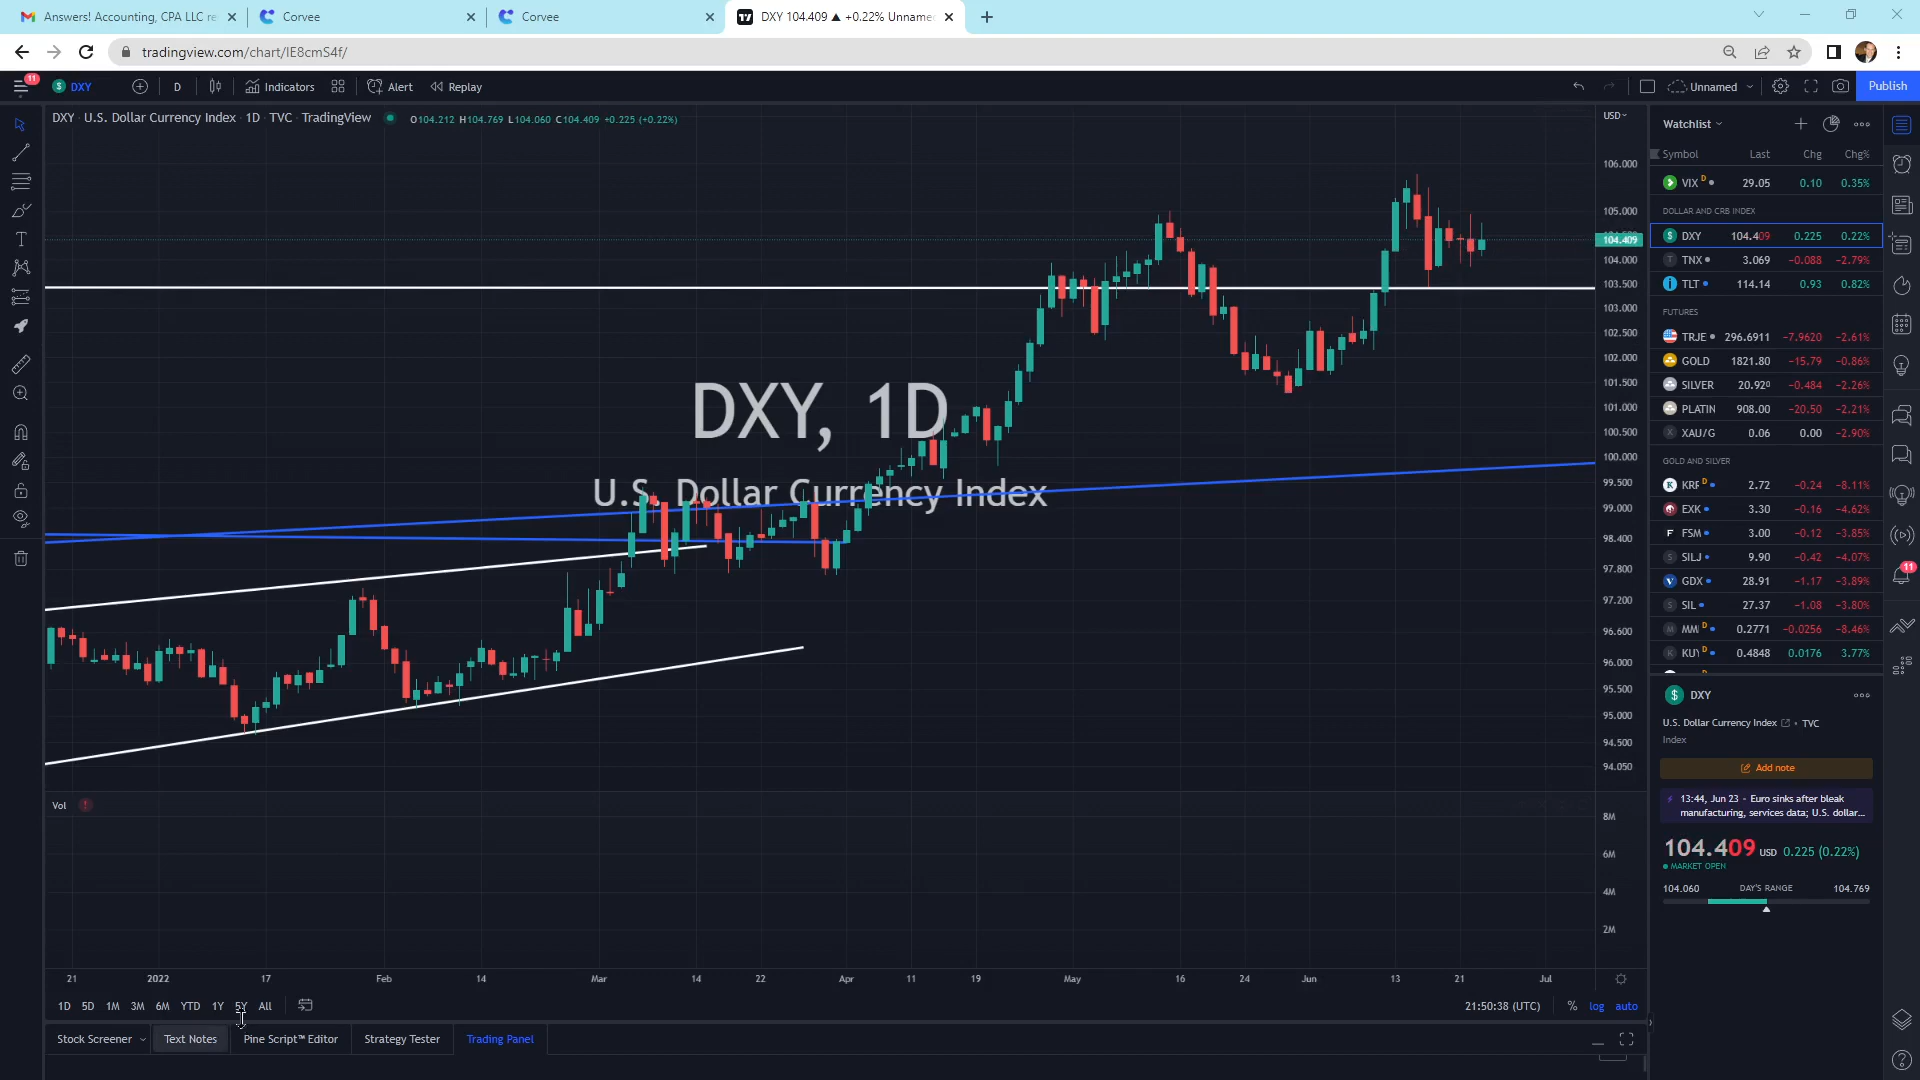 Answers! Accounting, CPA LLC re
Corvee
Corvee
DXY 104.409 ▲ +0.22% Unname
tradingview.com/chart/IE8cmS4f/
11
DXY
D
Indicators
Alert
Replay
Unnamed
Publish
DXY · U.S. Dollar Currency Index · 1D · TVC · TradingView
O104.212 H104.769 L104.060 C104.409 +0.225 (+0.22%)
USD
106.000
105.000
104.409
104.000
103.500
103.000
102.500
102.000
101.500
101.000
100.500
100.000
99.500
99.000
98.400
97.800
97.200
96.600
96.000
95.500
95.000
94.500
94.050
DXY, 1D
U.S. Dollar Currency Index
Vol
8M
6M
4M
2M
21 2022 17 Feb 14 Mar 14 22 Apr 11 19 May 16 24 Jun 13 21 Jul
1D 5D 1M 3M 6M YTD 1Y 5Y All
21:50:38 (UTC) % log auto
Stock Screener
Text Notes
Pine Script™ Editor
Strategy Tester
Trading Panel
Watchlist
Symbol Last Chg Chg%
VIX D 29.05 0.10 0.35%
DOLLAR AND CRB INDEX
DXY 104.409 0.225 0.22%
TNX 3.069 −0.088 −2.79%
TLT 114.14 0.93 0.82%
FUTURES
TRJE 296.6911 −7.9620 −2.61%
GOLD 1821.80 −15.79 −0.86%
SILVER 20.920 −0.484 −2.26%
PLATIN 908.00 −20.50 −2.21%
XAU/G 0.06 0.00 −2.90%
GOLD AND SILVER
KRF D 2.72 −0.24 −8.11%
EXK 3.30 −0.16 −4.62%
FSM 3.00 −0.12 −3.85%
SILJ 9.90 −0.42 −4.07%
GDX 28.91 −1.17 −3.89%
SIL 27.37 −1.08 −3.80%
MM D 0.2771 −0.0256 −8.46%
KUY D 0.4848 0.0176 3.77%
11
DXY
U.S. Dollar Currency Index · TVC
Index
Add note
13:44, Jun 23 - Euro sinks after bleak
manufacturing, services data; U.S. dollar...
104.409 USD 0.225 (0.22%)
MARKET OPEN
104.060 DAY'S RANGE 104.769